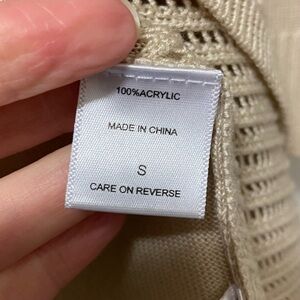 100%ACRYLIC
MADE IN CHINA
S
CARE ON REVERSE